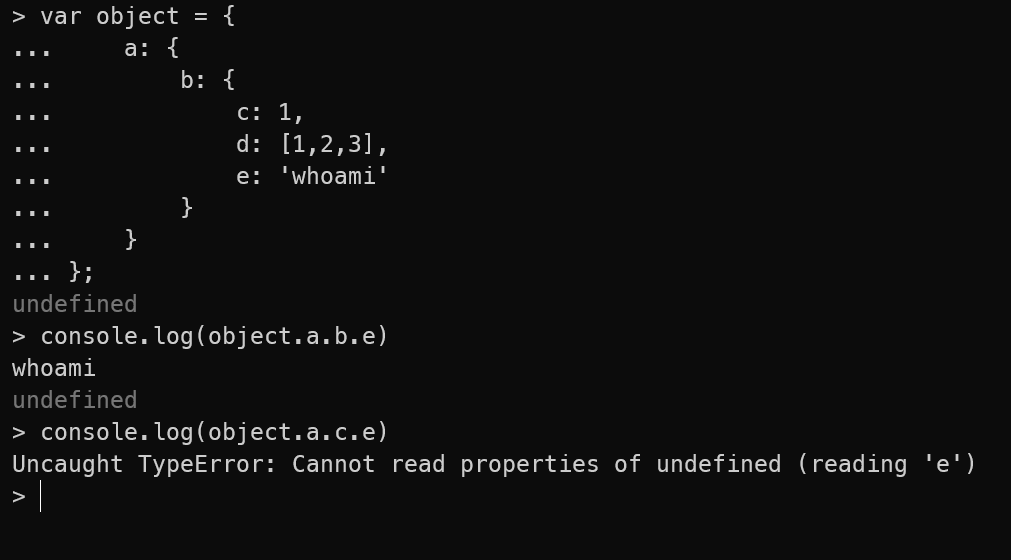 > var object = {
...     a: {
...         b: {
...             c: 1,
...             d: [1,2,3],
...             e: 'whoami'
...         }
...     }
... };
undefined
> console.log(object.a.b.e)
whoami
undefined
> console.log(object.a.c.e)
Uncaught TypeError: Cannot read properties of undefined (reading 'e')
>